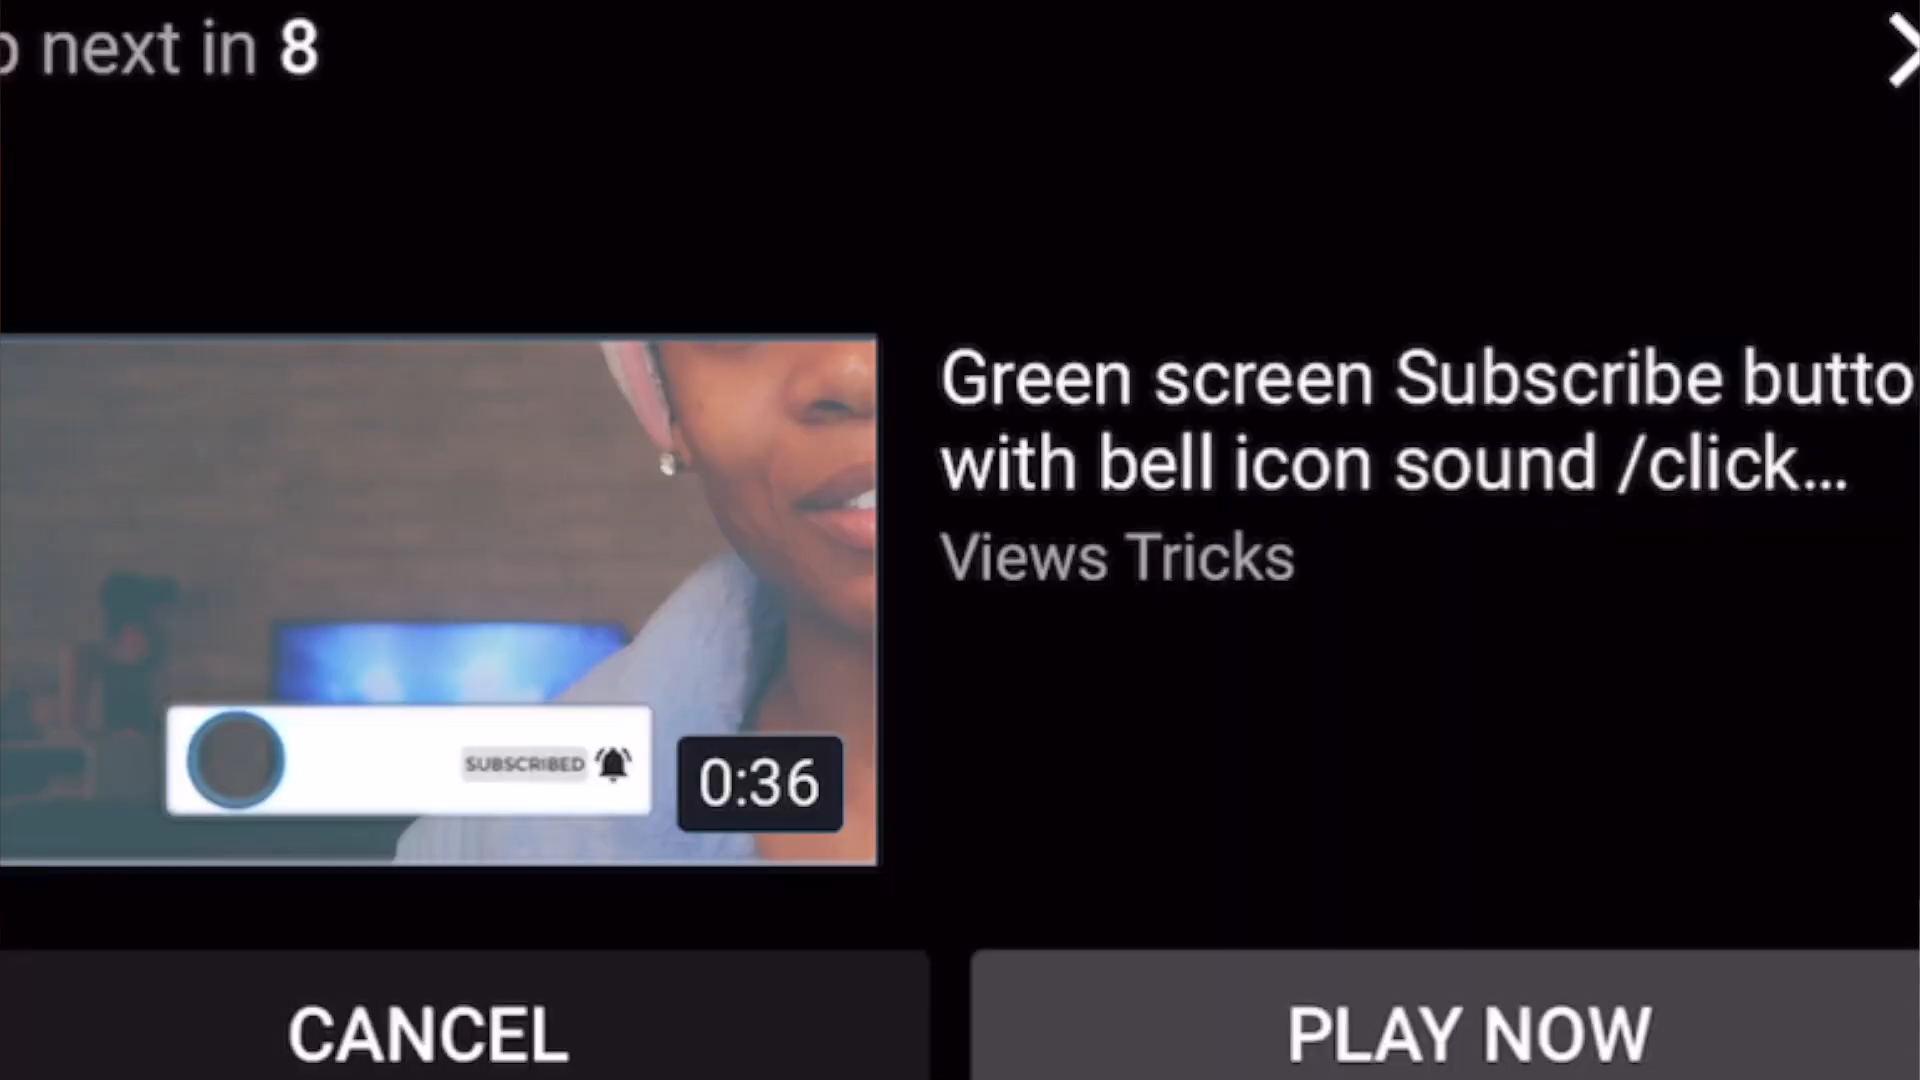 next in 8
Green screen Subscribe butto
with bell icon sound /click...
Views Tricks
SUBSCRIBED
0:36
CANCEL
PLAY NOW